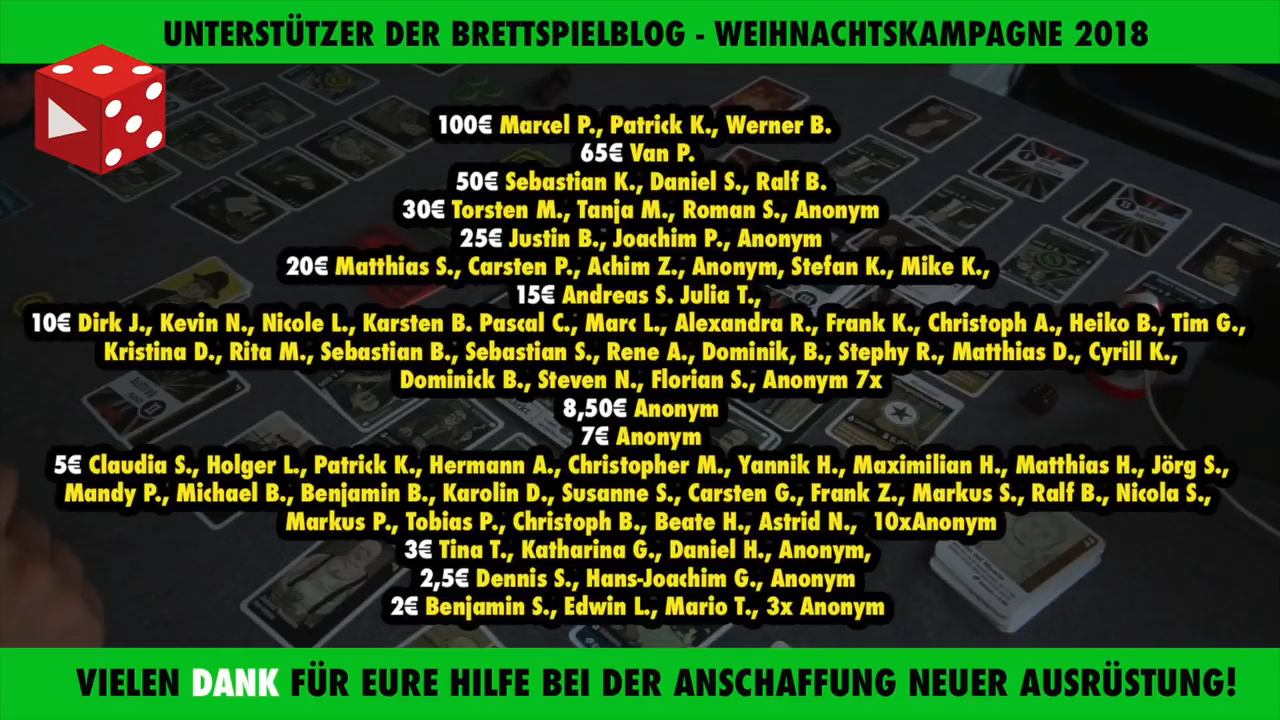 UNTERSTÜTZER DER BRETTSPIELBLOG - WEIHNACHTSKAMPAGNE 2018
100€ Marcel P., Patrick K., Werner B.
65€ Van P.
50€ Sebastian K., Daniel S., Ralf B.
30€ Torsten M., Tanja M., Roman S., Anonym
25€ Justin B., Joachim P., Anonym
20€ Matthias S., Carsten P., Achim Z., Anonym, Stefan K., Mike K.,
15€ Andreas S. Julia T.,
10€ Dirk J., Kevin N., Nicole L., Karsten B. Pascal C., Marc L., Alexandra R., Frank K., Christoph A., Heiko B., Tim G.,
Kristina D., Rita M., Sebastian B., Sebastian S., Rene A., Dominik, B., Stephy R., Matthias D., Cyrill K.,
Dominick B., Steven N., Florian S., Anonym 7x
8,50€ Anonym
7€ Anonym
5€ Claudia S., Holger L., Patrick K., Hermann A., Christopher M., Yannik H., Maximilian H., Matthias H., Jörg S.,
Mandy P., Michael B., Benjamin B., Karolin D., Susanne S., Carsten G., Frank Z., Markus S., Ralf B., Nicola S.,
Markus P., Tobias P., Christoph B., Beate H., Astrid N., 10xAnonym
3€ Tina T., Katharina G., Daniel H., Anonym,
2,5€ Dennis S., Hans-Joachim G., Anonym
2€ Benjamin S., Edwin L., Mario T., 3x Anonym
VIELEN DANK FÜR EURE HILFE BEI DER ANSCHAFFUNG NEUER AUSRÜSTUNG!